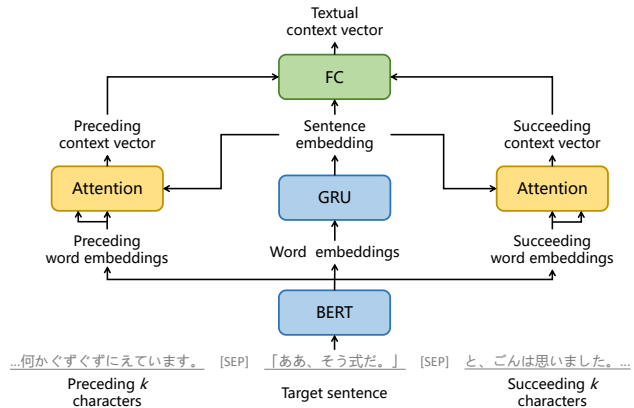 Textual
context vector
FC
Preceding
context vector
Sentence
embedding
Succeeding
context vector
Attention
GRU
Attention
Preceding
word embeddings
Word embeddings
Succeeding
word embeddings
BERT
...何かぐずぐずにえています。 [SEP] 「ああ、そう式だ。」 [SEP] と、ごんは思いました。...
Preceding k
characters
Target sentence
Succeeding k
characters